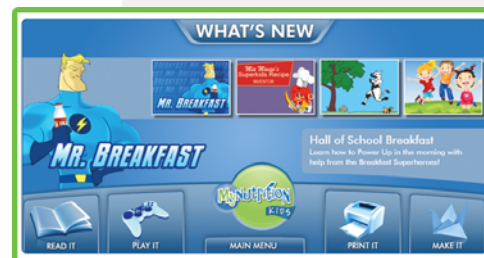 WHAT'S NEW
MR. BREAKFAST
Superkids Recipe
INVENTOR
MR. BREAKFAST
Hall of School Breakfast
Learn how to Power Up in the morning with
help from the Breakfast Superheroes!
MYNUTRITION
KIDS
READ IT
PLAY IT
MAIN MENU
PRINT IT
MAKE IT